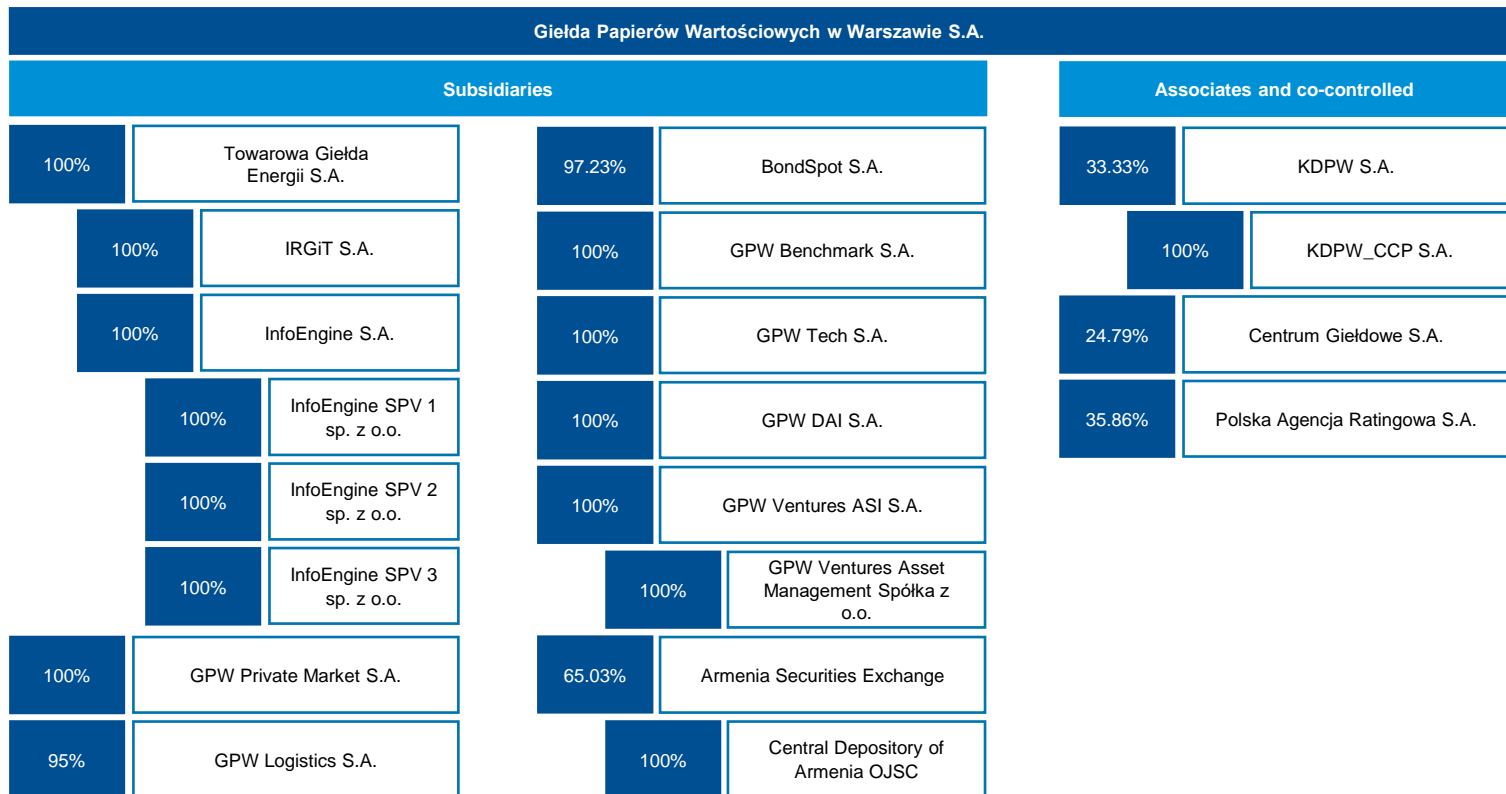 Giełda Papierów Wartościowych w Warszawie S.A.
Subsidiaries
100%
Towarowa Giełda
Energii S.A.
100%
IRGiT S.A.
100%
InfoEngine S.A.
100%
InfoEngine SPV 1
sp. z o.o.
100%
InfoEngine SPV 2
sp. z o.o.
100%
InfoEngine SPV 3
sp. z o.o.
100%
GPW Private Market S.A.
95%
GPW Logistics S.A.
97.23%
BondSpot S.A.
100%
GPW Benchmark S.A.
100%
GPW Tech S.A.
100%
GPW DAI S.A.
100%
GPW Ventures ASI S.A.
100%
GPW Ventures Asset
Management Spółka z
o.o.
65.03%
Armenia Securities Exchange
100%
Central Depository of
Armenia OJSC
Associates and co-controlled
33.33%
KDPW S.A.
100%
KDPW_CCP S.A.
24.79%
Centrum Giełdowe S.A.
35.86%
Polska Agencja Ratingowa S.A.